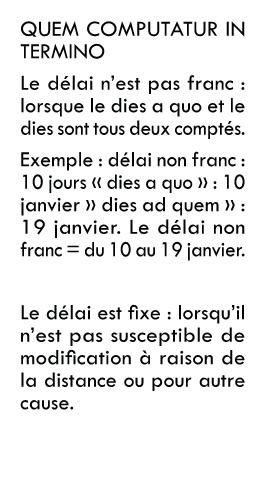 QUEM COMPUTATUR IN
TERMINO
Le délai n'est pas franc :
lorsque le dies a quo et le
dies sont tous deux comptés.
Exemple : délai non franc :
10 jours « dies a quo » : 10
janvier » dies ad quem » :
19 janvier. Le délai non
franc = du 10 au 19 janvier.
Le délai est fixe : lorsqu'il
n'est pas susceptible de
modification à raison de
la distance ou pour autre
cause.